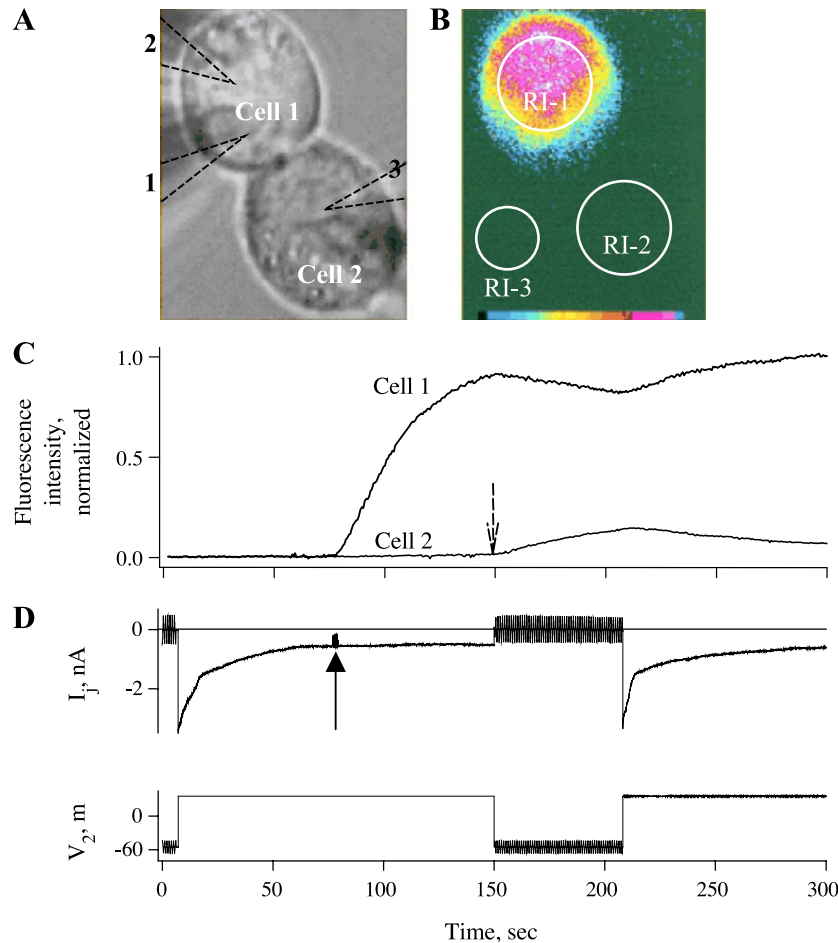 A
2
Cell 1
1
3
Cell 2
B
RI-1
RI-2
RI-3
C
Fluorescence
intensity,
normalized
1.0
0.5
0.0
Cell 1
Cell 2
D
I_j, nA
0
-2
V_2, m
0
-60
0
50
100
150
200
250
300
Time, sec